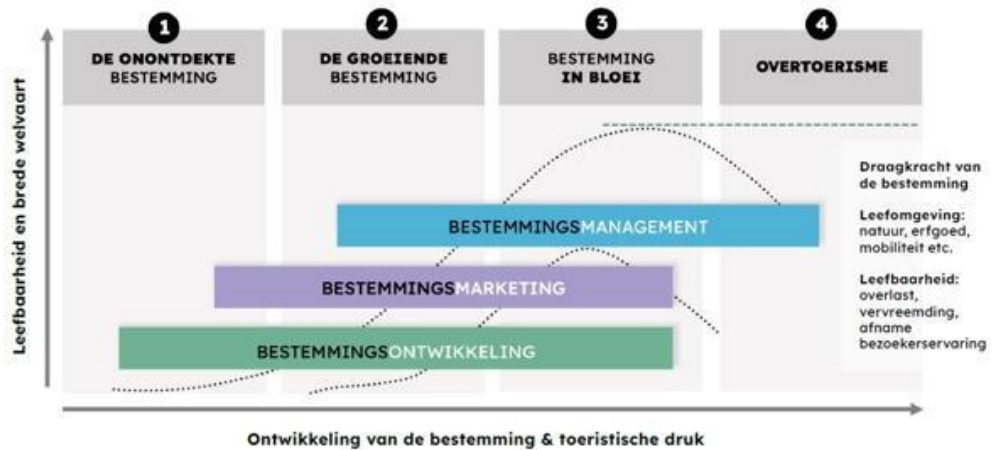 1
2
3
4
DE ONONTDEKTE
BESTEMMING
DE GROEIENDE
BESTEMMING
BESTEMMING
IN BLOEI
OVERTOERISME
Leefbaarheid en brede welvaart
Draagkracht van
de bestemming
Leefomgeving:
natuur, erfgoed,
mobiliteit etc.
Leefbaarheid:
overlast,
vervreemding,
afname
bezoekerservaring
BESTEMMINGSMANAGEMENT
BESTEMMINGSMARKETING
BESTEMMINGSONTWIKKELING
Ontwikkeling van de bestemming & toeristische druk